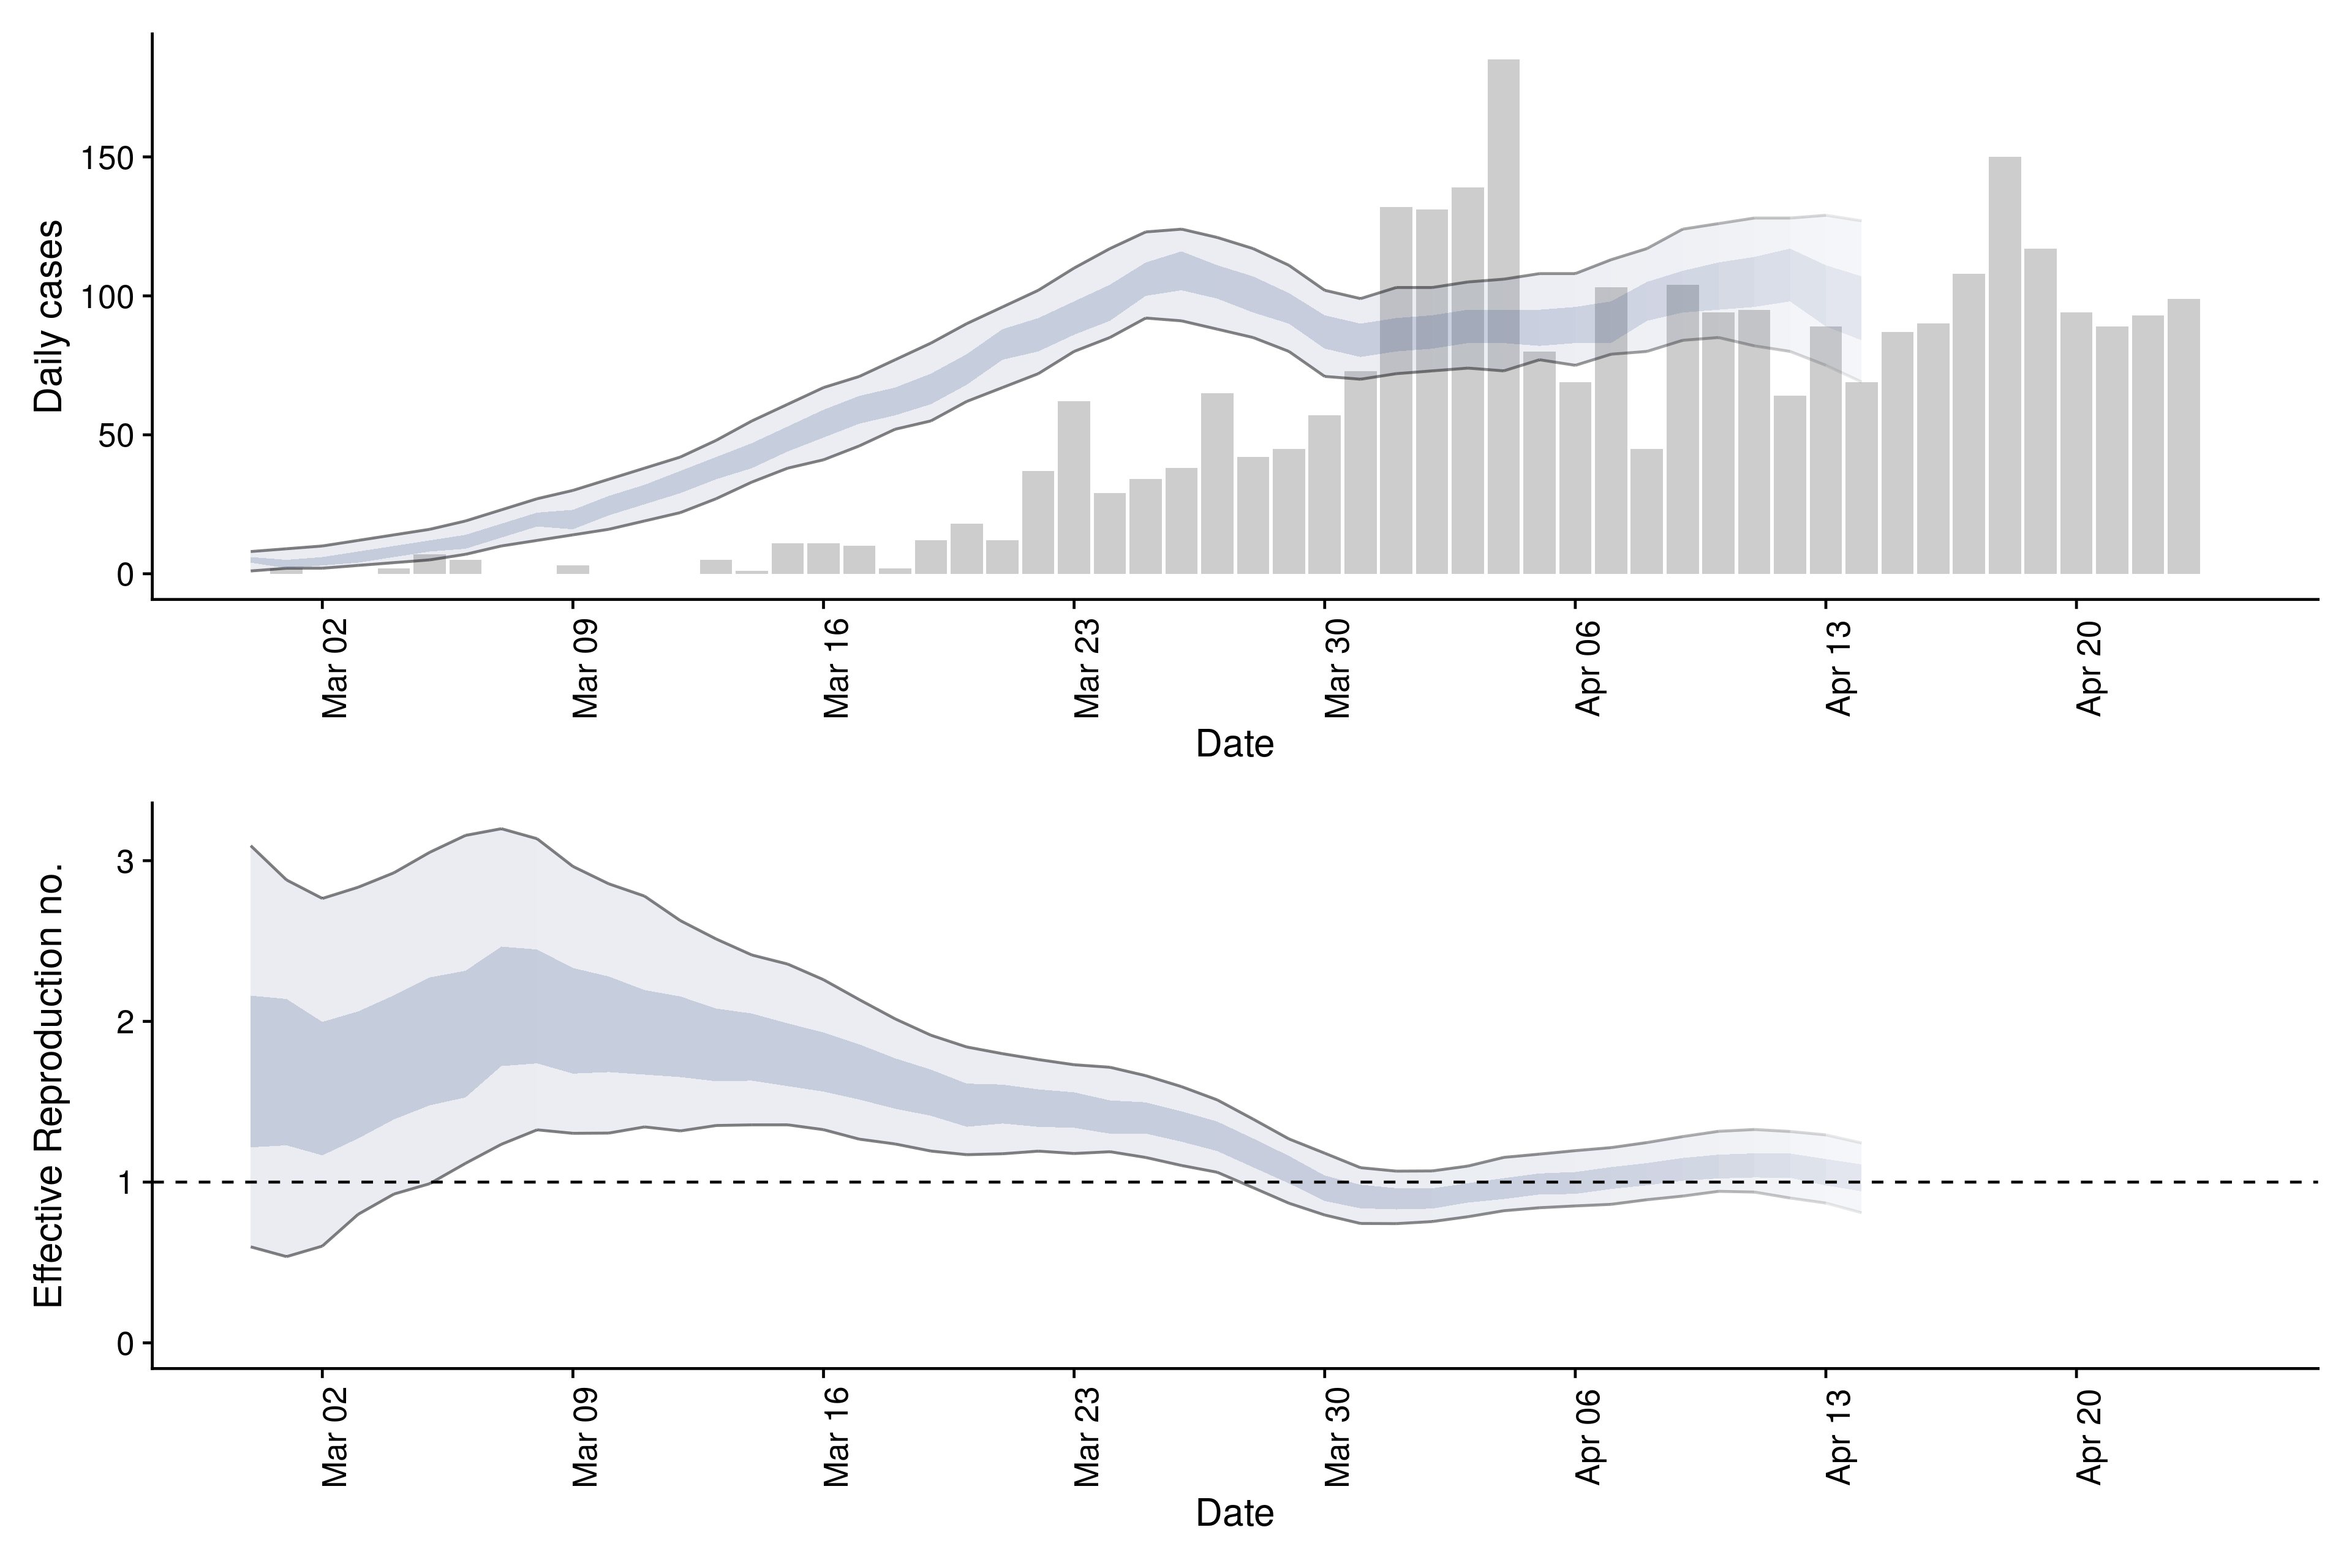 Daily cases
150
100
50
0
Mar 02
Mar 09
Mar 16
Mar 23
Mar 30
Apr 06
Apr 13
Apr 20
Date
Effective Reproduction no.
3
2
1
0
Mar 02
Mar 09
Mar 16
Mar 23
Mar 30
Apr 06
Apr 13
Apr 20
Date